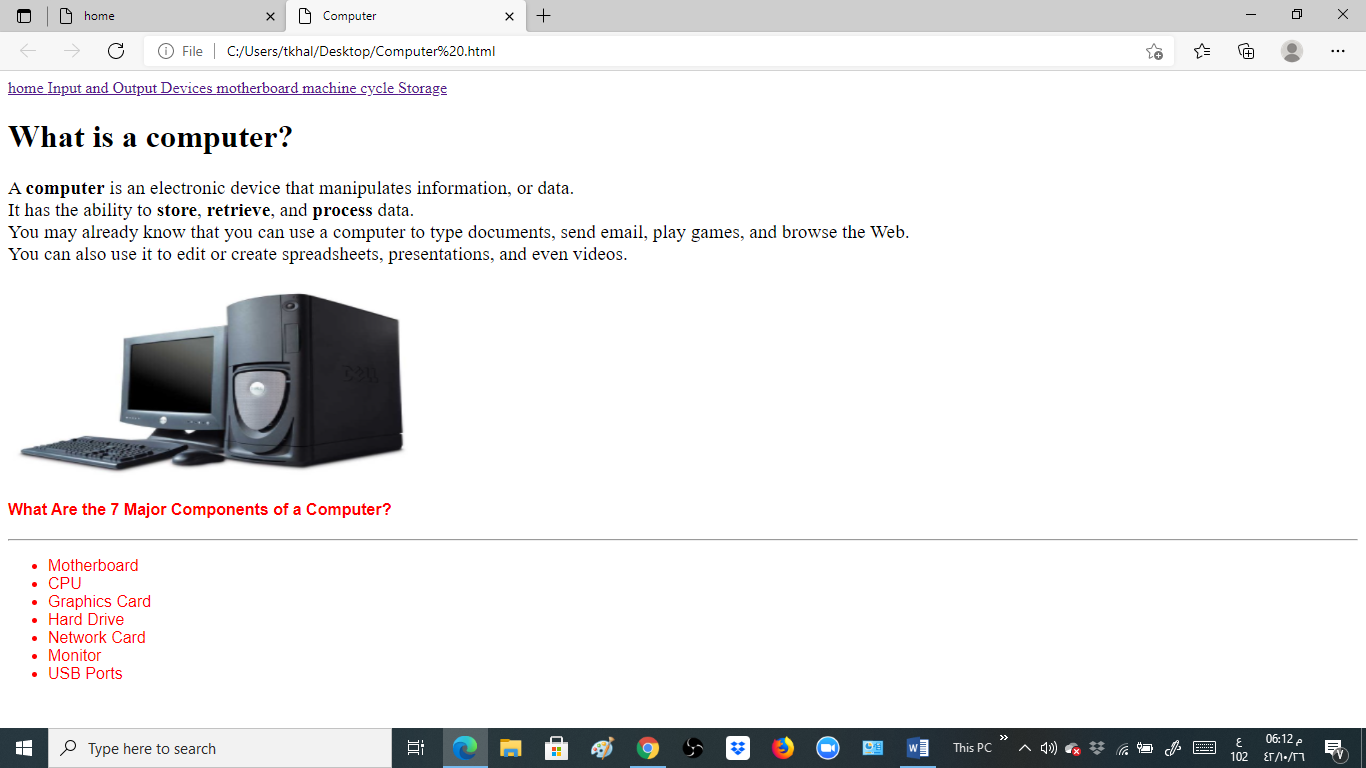 home
Computer
File
C:/Users/tkhal/Desktop/Computer%20.html
home Input and Output Devices motherboard machine cycle Storage
What is a computer?
A computer is an electronic device that manipulates information, or data.
It has the ability to store, retrieve, and process data.
You may already know that you can use a computer to type documents, send email, play games, and browse the Web.
You can also use it to edit or create spreadsheets, presentations, and even videos.
DELL
What Are the 7 Major Components of a Computer?
Motherboard
CPU
Graphics Card
Hard Drive
Network Card
Monitor
USB Ports
Type here to search
This PC
ع
102
06:12 م
٤٢/١٠/٢٦